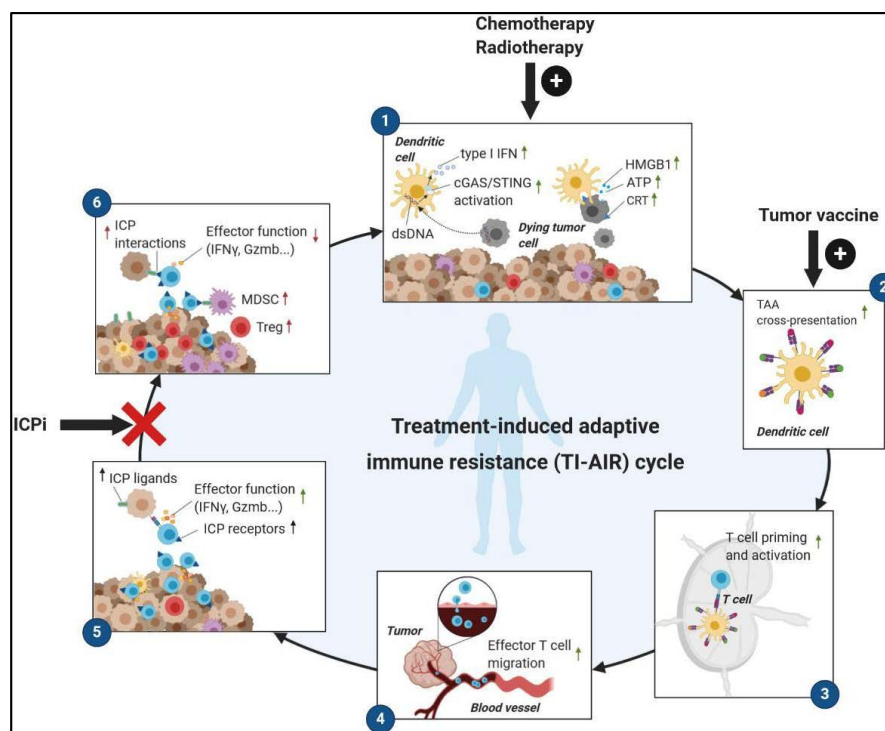 Chemotherapy
Radiotherapy
+
1
Dendritic
cell
type I IFN ↑
cGAS/STING ↑
activation
dsDNA
HMGB1 ↑
ATP ↑
CRT ↑
Dying tumor
cell
Tumor vaccine
+
2
TAA
cross-presentation ↑
Dendritic cell
3
T cell priming
and activation ↑
T cell
4
Tumor
Effector T cell
migration ↑
Blood vessel
5
↑ ICP ligands
Effector function ↑
(IFNγ, Gzmb...)
ICP receptors ↑
ICPi
6
↑ ICP
interactions
Effector function ↓
(IFNγ, Gzmb...)
MDSC ↑
Treg ↑
Treatment-induced adaptive
immune resistance (TI-AIR) cycle